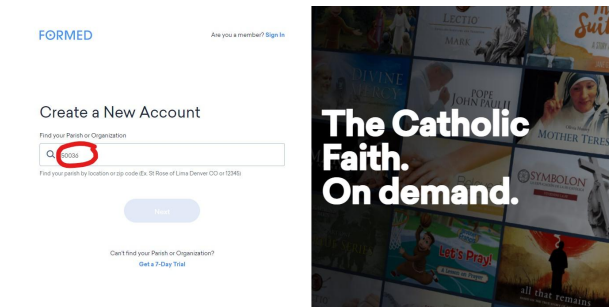 FORMED
Are you a member? Sign In
Create a New Account
Find your Parish or Organization
80036
Find your parish by location or zip code (Ex. St Rose of Lima Denver CO or 12345)
Next
Can't find your Parish or Organization?
Get a 7-Day Trial
The Catholic
Faith.
On demand.
LECTIO
MARK
DIVINE
MERCY
POPE
JOHN PAUL II
MOTHER TERES
SYMBOLON
Let's Pray!
all that remains